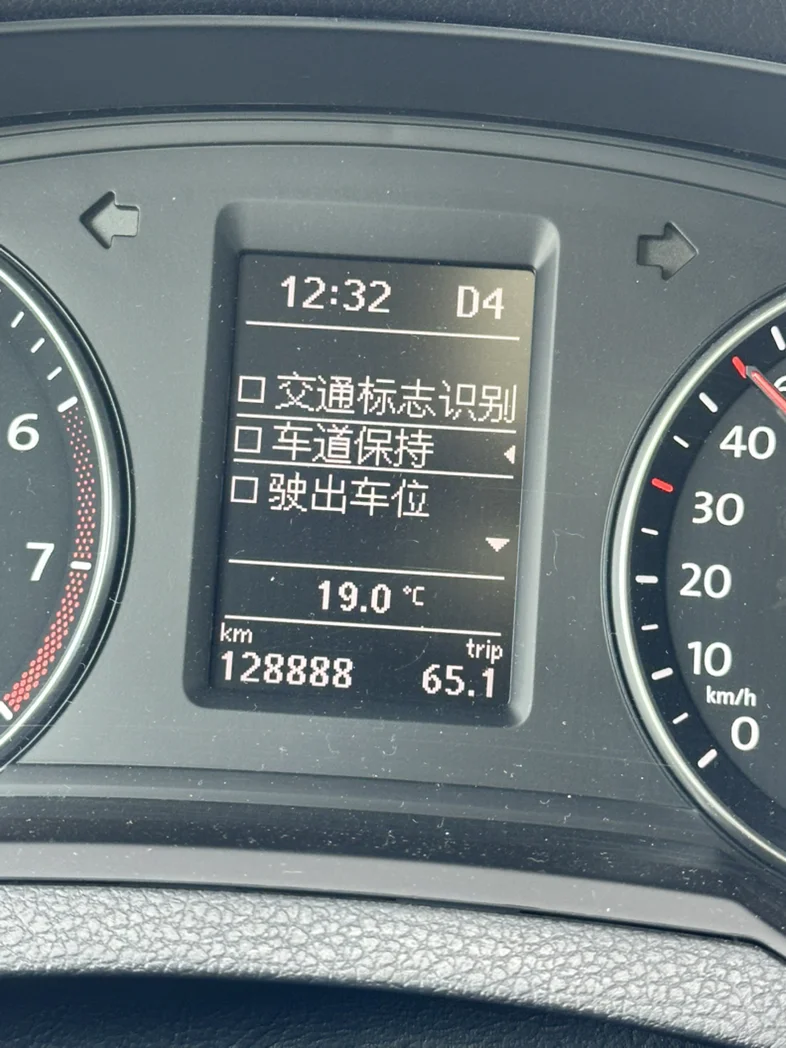 12:32 D4
□ 交通标志识别
□ 车道保持
□ 驶出车位
19.0 °C
km
trip
128888 65.1
6
7
40
30
20
10
km/h
0